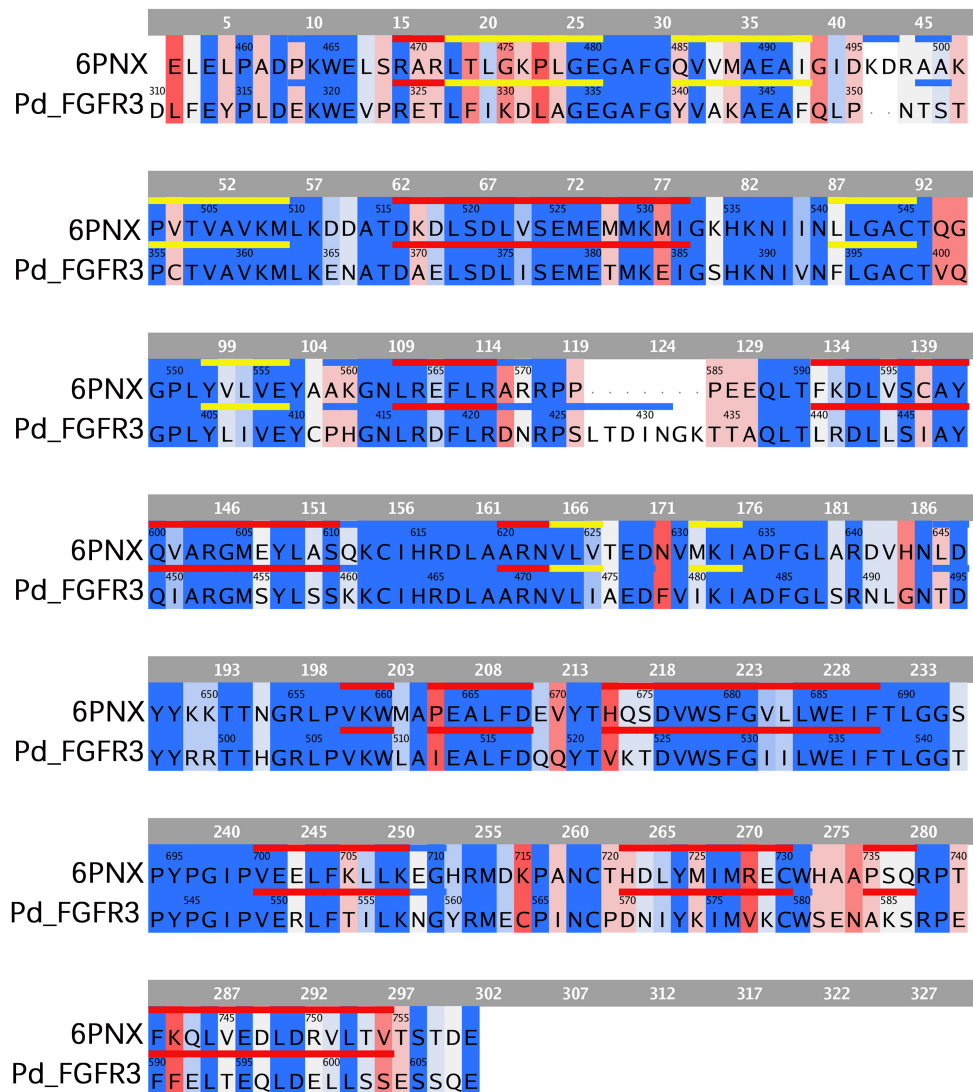 5 10 15 20 25 30 35 40 45
460 465 470 475 480 485 490 495 500
6PNX ELELPADPKWELSRARLTLGKPLGEGAFGQVVMAEAIGIDKDRAAK
310 315 320 325 330 335 340 345 350
Pd_FGFR3 DLFEYPLDEKWEVPRETLFIKDLAGEGAFGYVAKAEAFQLP··NTST
52 57 62 67 72 77 82 87 92
505 510 515 520 525 530 535 540 545
6PNX PVTVAVKMLKDDATDKDLSDLVSEMEMMKMIGKHKNIINLLGACTQG
355 360 365 370 375 380 385 390 395 400
Pd_FGFR3 PCTVAVKMLKENATDAELSDLISEMETMKEIGSHKNIVNFLGACTVQ
99 104 109 114 119 124 134 139
550 555 560 565 570 585 590 595
6PNX GPLYVLVEYAAKGNLREFLRARRPP·······PEEQLTFKDLVSCAY
405 410 415 420 425 430 435 440 445
Pd_FGFR3 GPLYLIVEYCPHGNLRDFLRDNRPSLTDINGKTTAQLTLRDLLSIAY
146 151 156 161 166 171 176 181 186
600 605 610 615 620 625 630 635 640 645
6PNX QVARGMEYLASQKCIHRDLAARNVLVTEDNVMKIADFGLARDVHNLD
450 455 460 465 470 475 480 485 490 495
Pd_FGFR3 QIARGMSYLSSKKCIHRDLAARNVLIAEDFVIKIADFGLSRNLGNTD
193 198 203 208 213 218 223 228 233
650 655 660 665 670 675 680 685 690
6PNX YYKKTTNGRLPVKWMAPEALFDEVYTHQSDVWSFGVLLWEIFTLGGS
500 505 510 515 520 525 530 535 540
Pd_FGFR3 YYRRTTHGRLPVKWLAIEALFDQQYTVKTDVWSFGIILWEIFTLGGT
240 245 250 255 260 265 270 275 280
695 700 705 710 715 720 725 730 735 740
6PNX PYPGIPVEELFKLLKEGHRMDKPANCTHDLYMIMRECWHAAPSQRPT
545 550 555 560 565 570 575 580 585
Pd_FGFR3 PYPGIPVERLFTILKNGYRMECPINCPDNIYKIMVKCWSENAKSRPE
287 292 297 302 307 312 317 322 327
745 750 755
6PNX FKQLVEDLDRVLTVTSTDE
590 595 600 605
Pd_FGFR3 FFELTEQLDELLSSESSQE